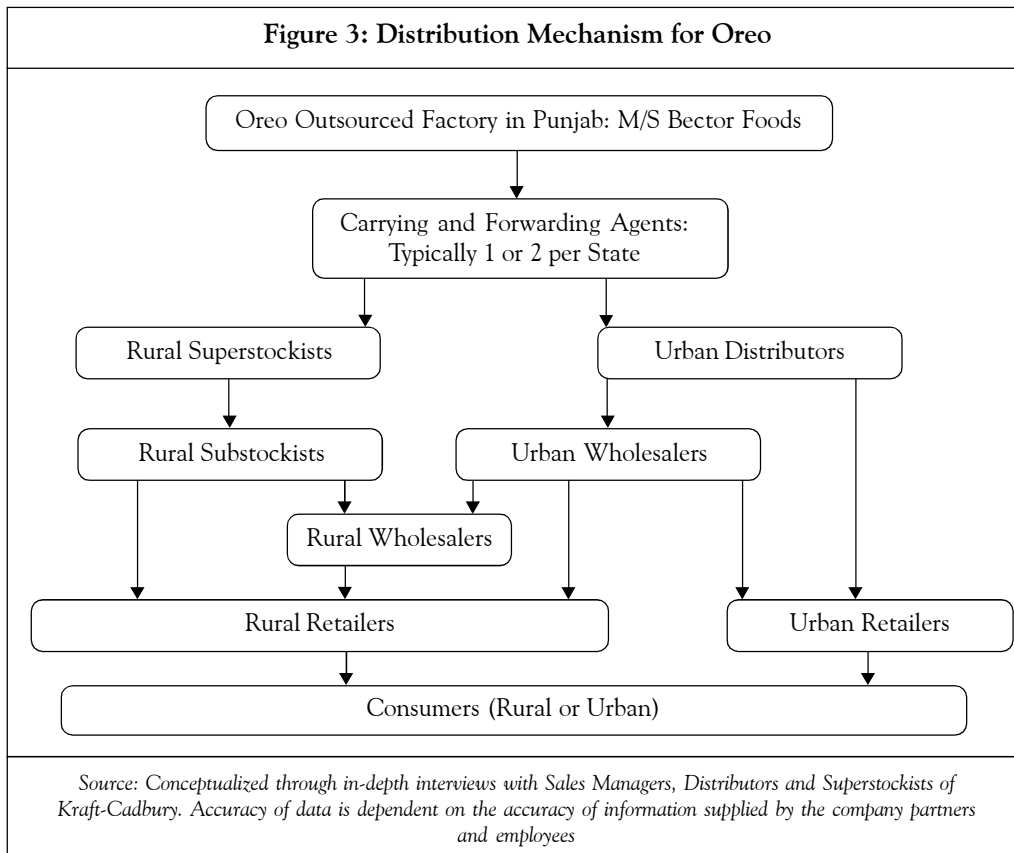 Figure 3: Distribution Mechanism for Oreo
Oreo Outsourced Factory in Punjab: M/S Bector Foods
Carrying and Forwarding Agents:
Typically 1 or 2 per State
Rural Superstockists
Urban Distributors
Rural Substockists
Urban Wholesalers
Rural Wholesalers
Rural Retailers
Urban Retailers
Consumers (Rural or Urban)
Source: Conceptualized through in-depth interviews with Sales Managers, Distributors and Superstockists of
Kraft-Cadbury. Accuracy of data is dependent on the accuracy of information supplied by the company partners
and employees